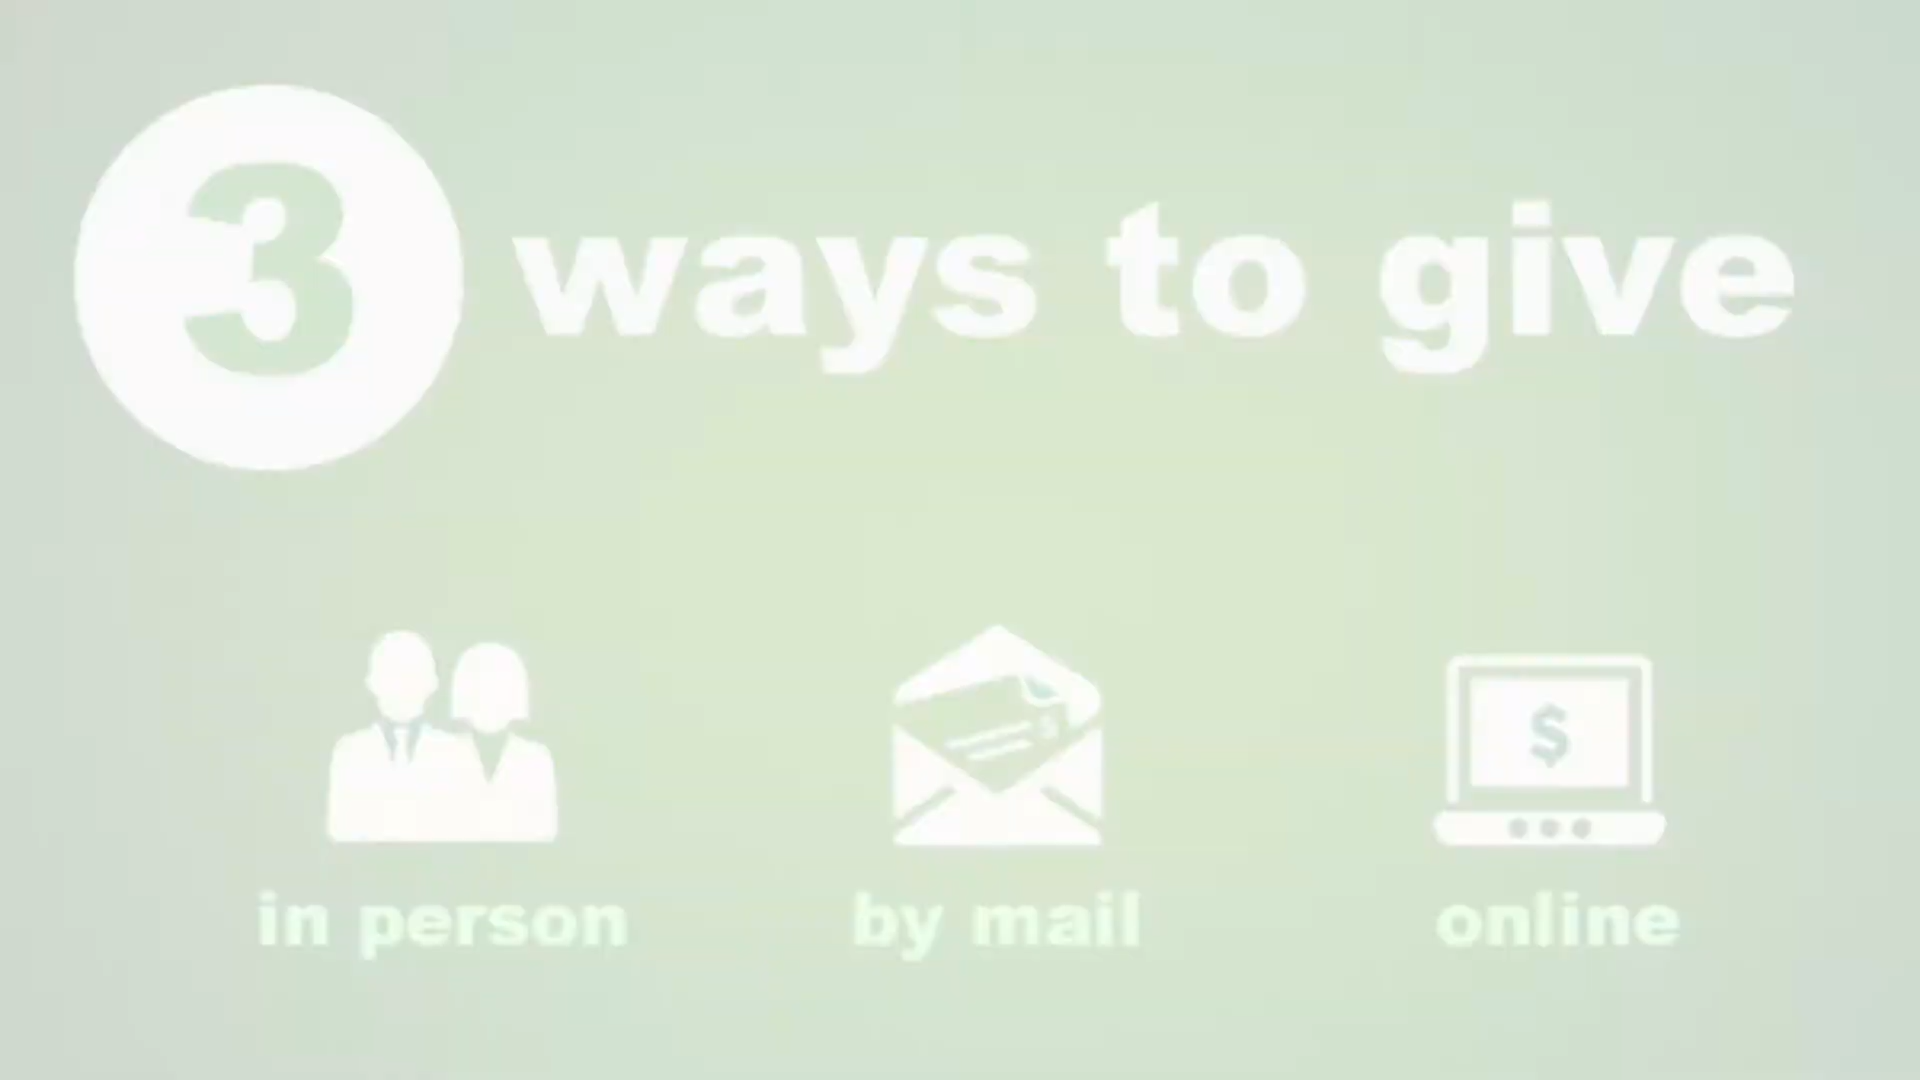 3 ways to give
$
in person
by mail
online